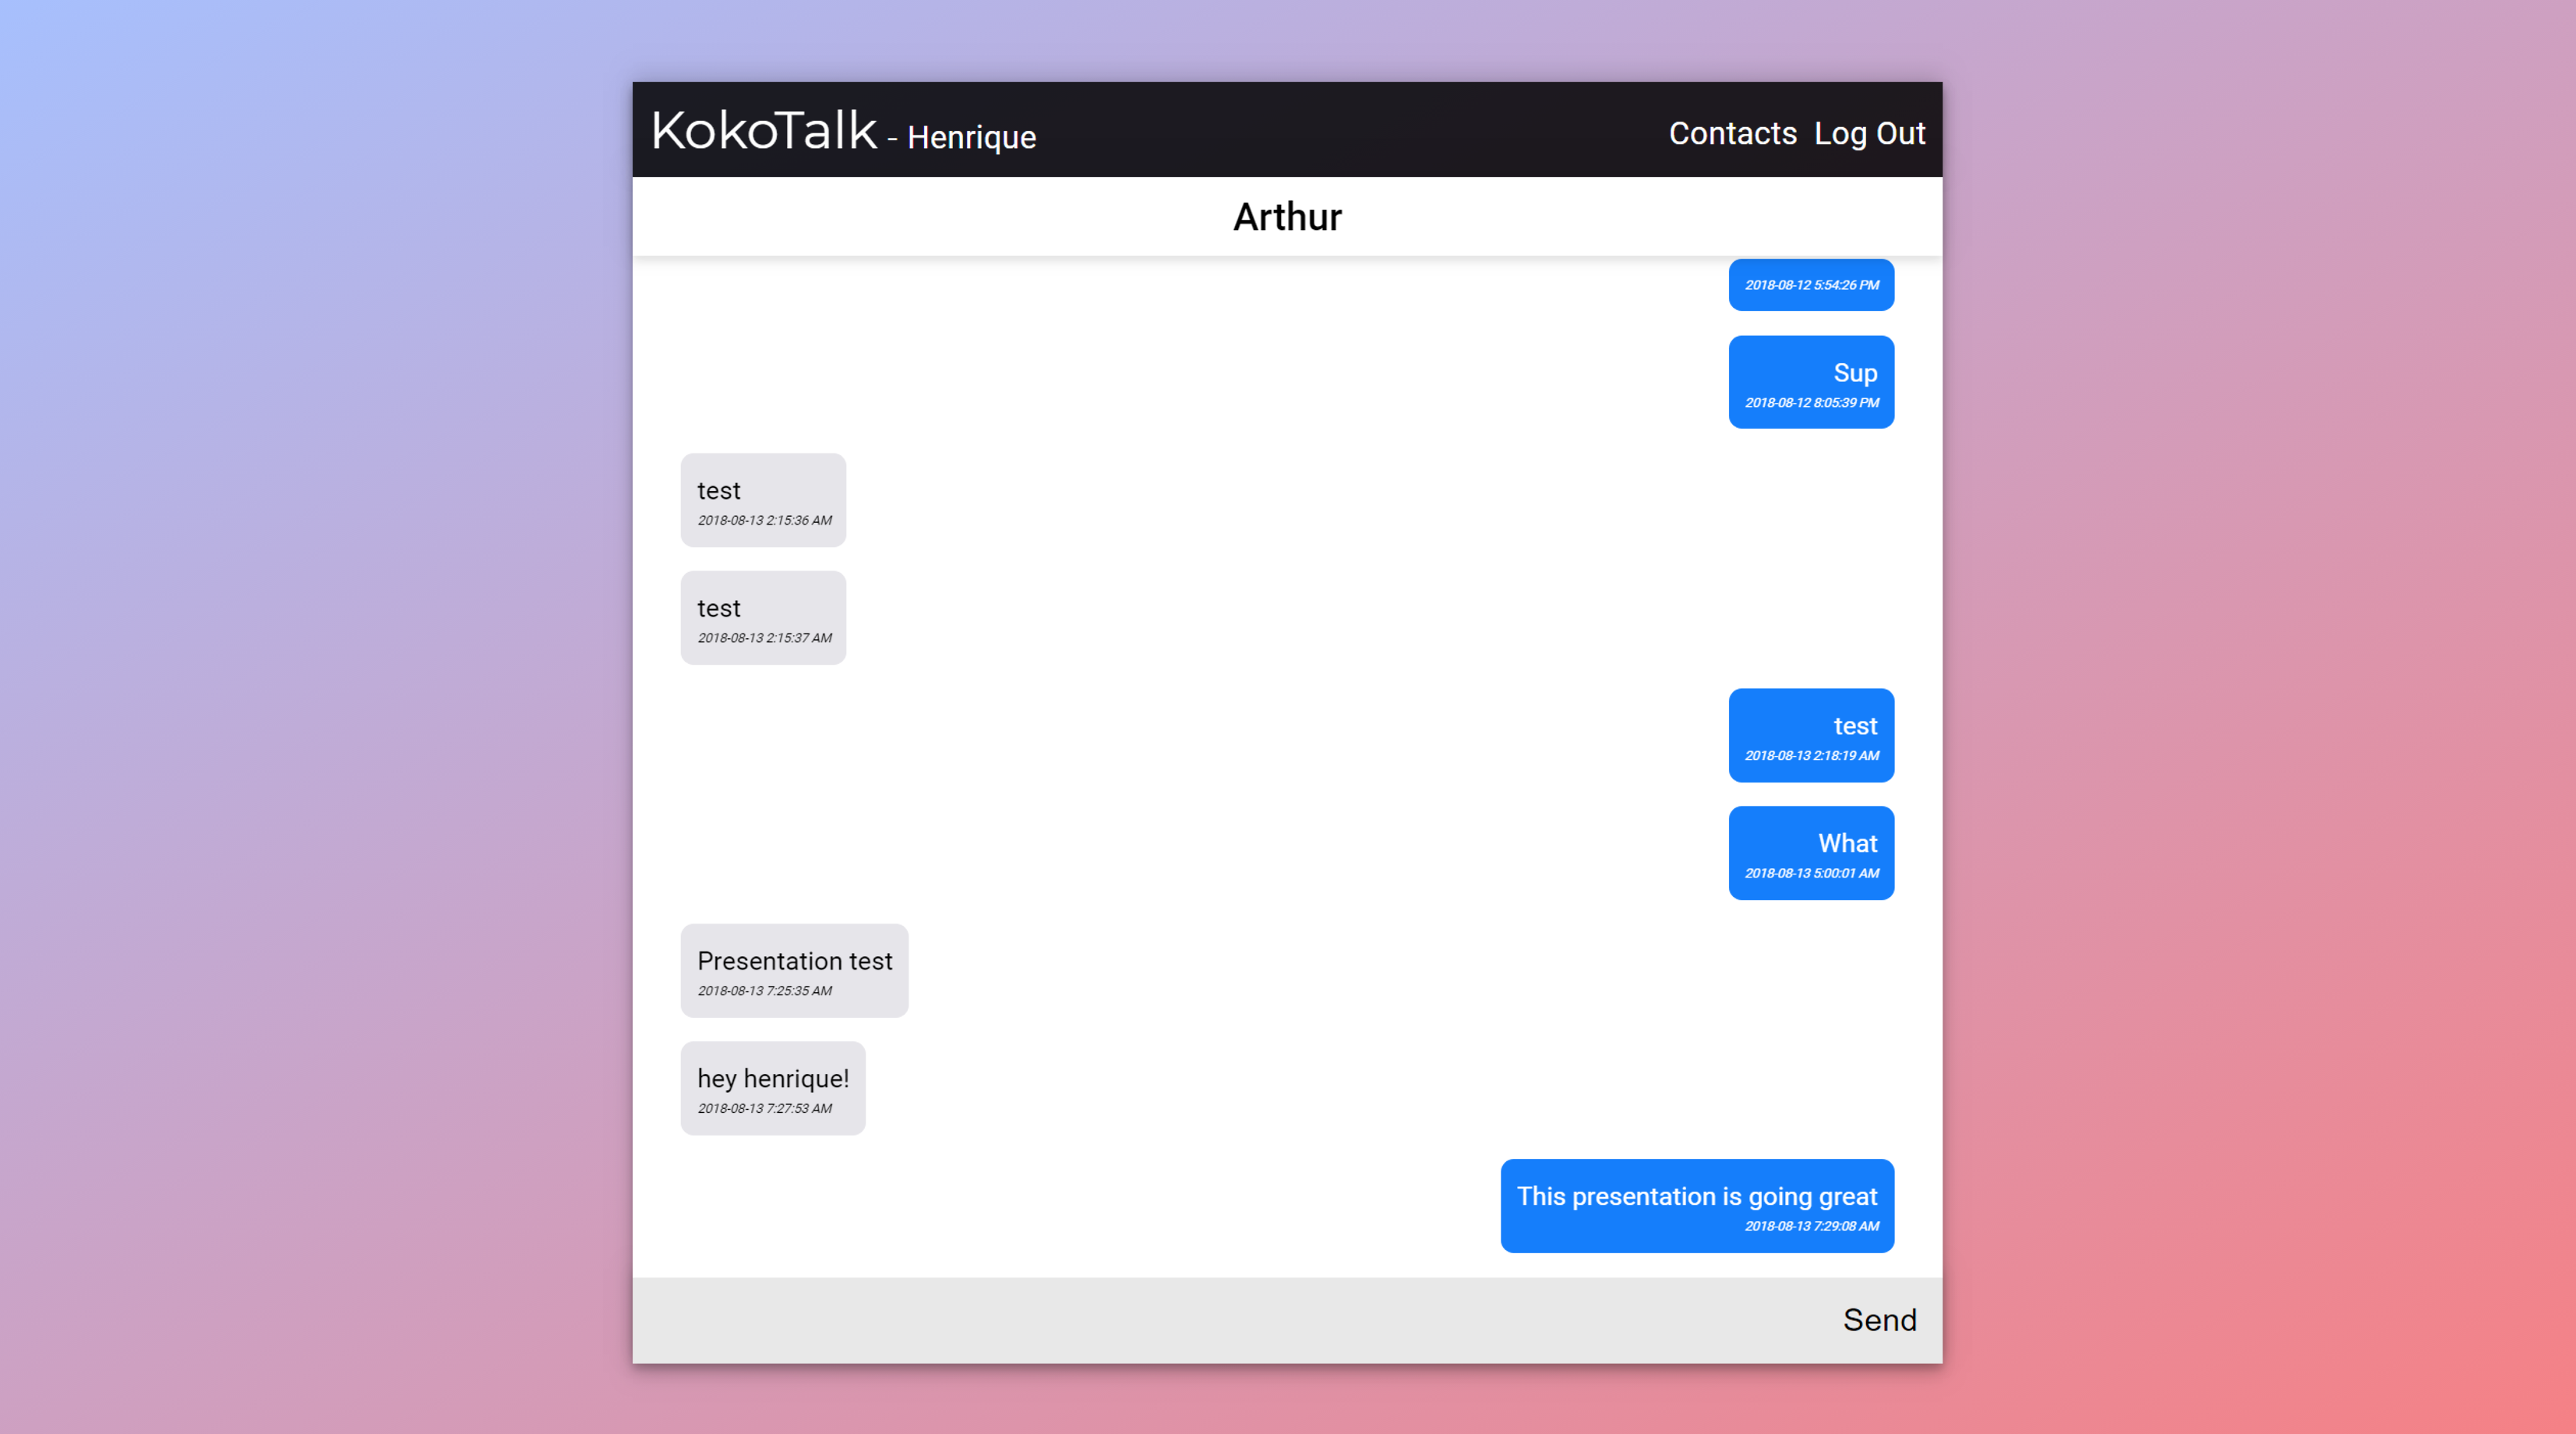 KokoTalk - Henrique
Contacts Log Out
Arthur
2018-08-12 5:54:26 PM
Sup
2018-08-12 8:05:39 PM
test
2018-08-13 2:15:36 AM
test
2018-08-13 2:15:37 AM
test
2018-08-13 2:18:19 AM
What
2018-08-13 5:00:01 AM
Presentation test
2018-08-13 7:25:35 AM
hey henrique!
2018-08-13 7:27:53 AM
This presentation is going great
2018-08-13 7:29:08 AM
Send